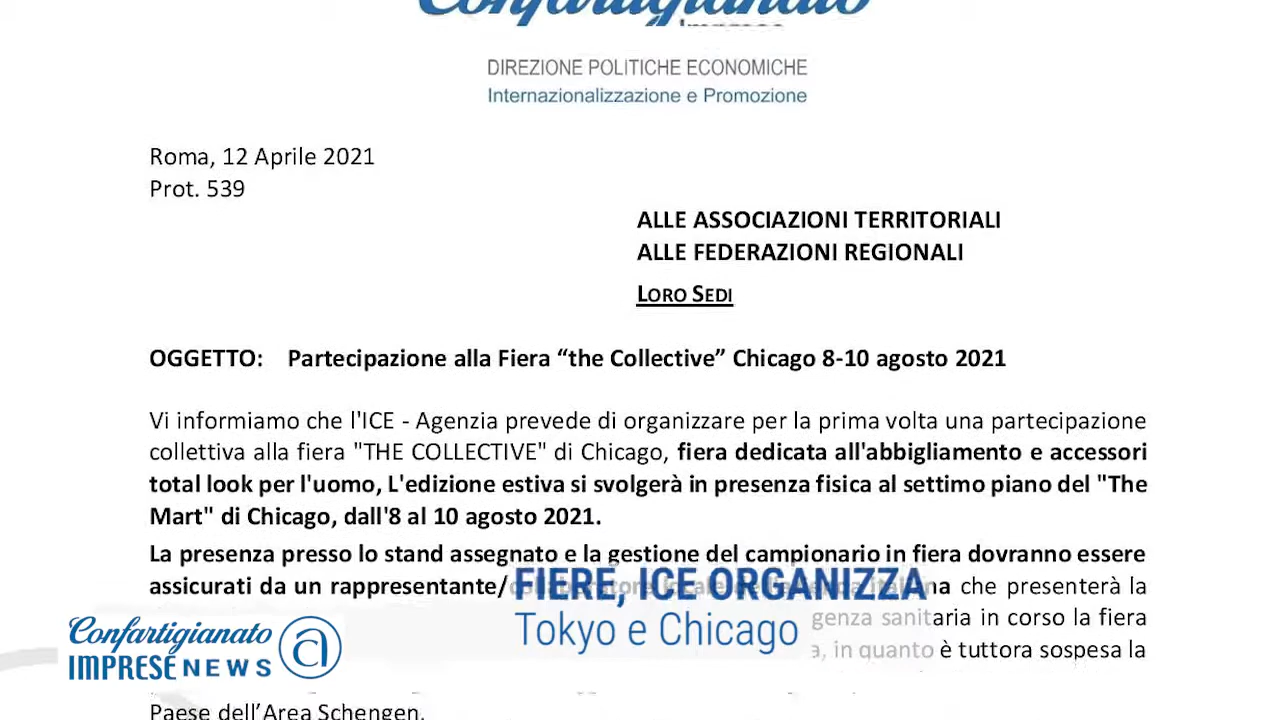 Confartigianato
DIREZIONE POLITICHE ECONOMICHE
Internazionalizzazione e Promozione
Roma, 12 Aprile 2021
Prot. 539
ALLE ASSOCIAZIONI TERRITORIALI
ALLE FEDERAZIONI REGIONALI
LORO SEDI
OGGETTO: Partecipazione alla Fiera “the Collective” Chicago 8-10 agosto 2021
Vi informiamo che l'ICE - Agenzia prevede di organizzare per la prima volta una partecipazione
collettiva alla fiera "THE COLLECTIVE" di Chicago, fiera dedicata all'abbigliamento e accessori
total look per l'uomo, L'edizione estiva si svolgerà in presenza fisica al settimo piano del "The
Mart" di Chicago, dall'8 al 10 agosto 2021.
La presenza presso lo stand assegnato e la gestione del campionario in fiera dovranno essere
assicurati da un rappresentante/ che presenterà la
sanitaria in corso la fiera
in quanto è tuttora sospesa la
Paese dell’Area Schengen.
FIERE, ICE ORGANIZZA
Tokyo e Chicago
Confartigianato
IMPRESE NEWS